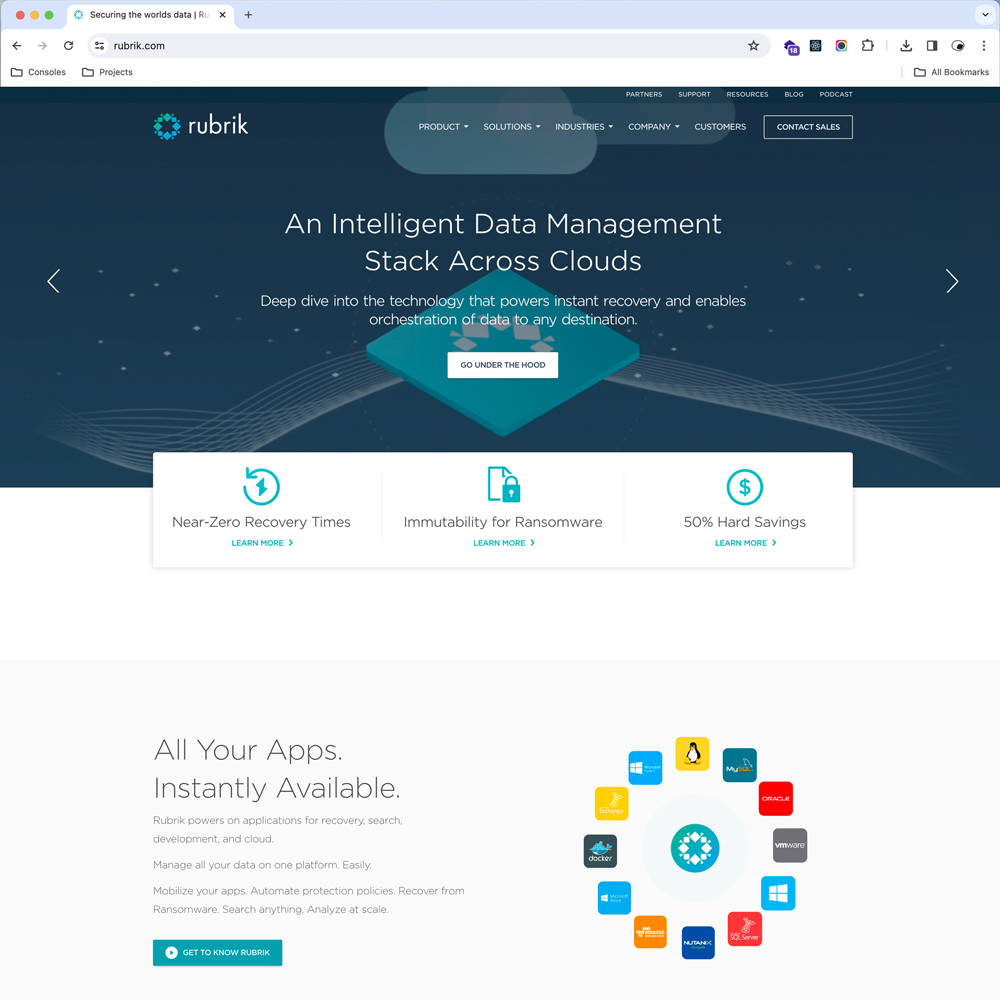 Securing the worlds data | Ru
rubrik.com
18
Consoles
Projects
All Bookmarks
PARTNERS
SUPPORT
RESOURCES
BLOG
PODCAST
rubrik
PRODUCT
SOLUTIONS
INDUSTRIES
COMPANY
CUSTOMERS
CONTACT SALES
An Intelligent Data Management
Stack Across Clouds
Deep dive into the technology that powers instant recovery and enables
orchestration of data to any destination.
GO UNDER THE HOOD
$
Near-Zero Recovery Times
Immutability for Ransomware
50% Hard Savings
LEARN MORE
LEARN MORE
LEARN MORE
All Your Apps.
Instantly Available.
Rubrik powers on applications for recovery, search,
development, and cloud.
Manage all your data on one platform. Easily.
Mobilize your apps. Automate protection policies. Recover from
Ransomware. Search anything. Analyze at scale.
GET TO KNOW RUBRIK
Microsoft
MySQL
Exchange
ORACLE
docker
vmware
Microsoft
Azure
amazon
NUTANIX
SQL Server